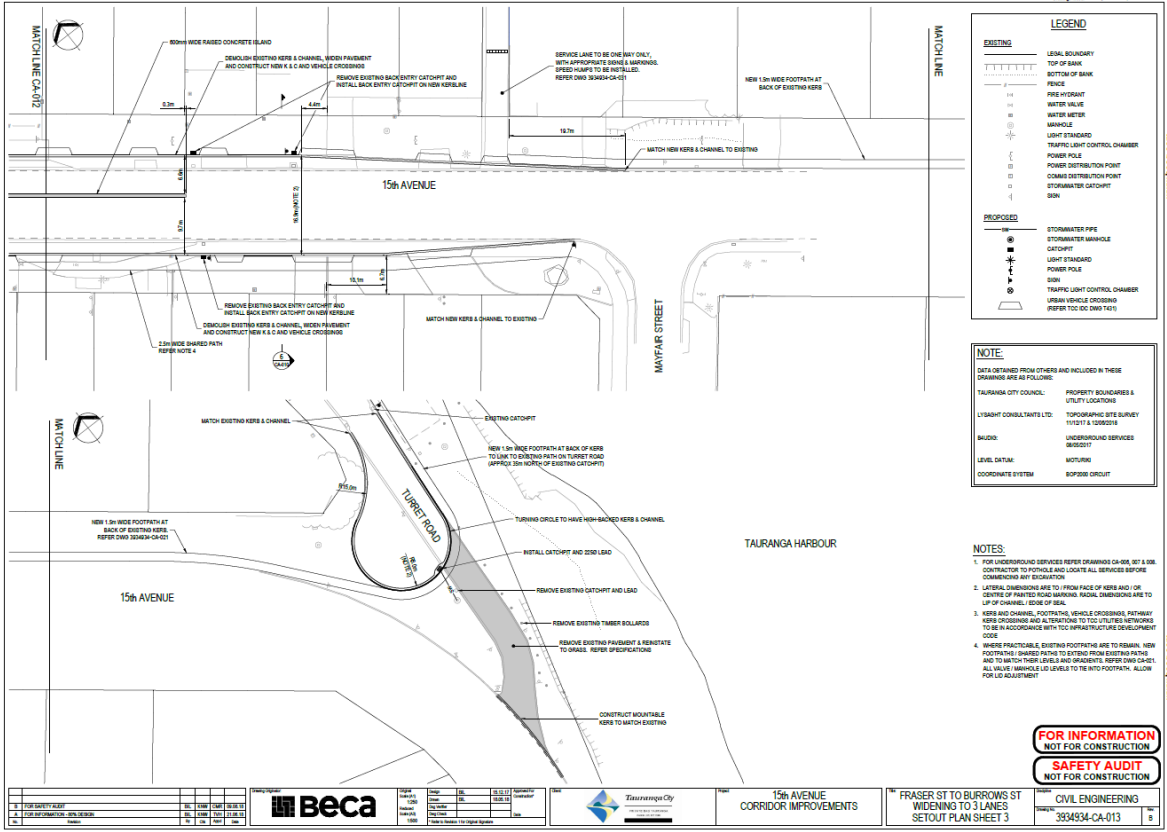 MATCH LINE CA-012
600mm WIDE RAISED CONCRETE ISLAND
DEMOLISH EXISTING KERB & CHANNEL, WIDEN PAVEMENT
AND CONSTRUCT NEW K & C AND VEHICLE CROSSINGS
REMOVE EXISTING BACK ENTRY CATCHPIT AND
INSTALL BACK ENTRY CATCHPIT ON NEW KERBLINE
SERVICE LANE TO BE ONE WAY ONLY,
WITH APPROPRIATE SIGNS & MARKINGS.
SPEED HUMPS TO BE INSTALLED.
REFER DWG 3934934-CA-021
NEW 1.5m WIDE FOOTPATH AT
BACK OF EXISTING KERB
MATCH LINE
4.4m
19.7m
MATCH NEW KERB & CHANNEL TO EXISTING
15th AVENUE
10.1m
REMOVE EXISTING BACK ENTRY CATCHPIT AND
INSTALL BACK ENTRY CATCHPIT ON NEW KERBLINE
DEMOLISH EXISTING KERB & CHANNEL, WIDEN PAVEMENT
AND CONSTRUCT NEW K & C AND VEHICLE CROSSINGS
2.5m WIDE SHARED PATH
REFER NOTE 4
MATCH NEW KERB & CHANNEL TO EXISTING
MAYFAIR STREET
MATCH LINE
MATCH EXISTING KERB & CHANNEL
EXISTING CATCHPIT
NEW 1.5m WIDE FOOTPATH AT BACK OF KERB
TO LINK TO EXISTING PATH ON TURRET ROAD
(APPROX 35m NORTH OF EXISTING CATCHPIT)
TURRET ROAD
TURNING CIRCLE TO HAVE HIGH-BACKED KERB & CHANNEL
NEW 1.5m WIDE FOOTPATH AT
BACK OF EXISTING KERB.
REFER DWG 3934934-CA-021
INSTALL CATCHPIT AND 225Ø LEAD
REMOVE EXISTING CATCHPIT AND LEAD
15th AVENUE
REMOVE EXISTING TIMBER BOLLARDS
REMOVE EXISTING PAVEMENT & REINSTATE
TO GRASS. REFER SPECIFICATIONS
CONSTRUCT MOUNTABLE
KERB TO MATCH EXISTING
TAURANGA HARBOUR
LEGEND
EXISTING
LEGAL BOUNDARY
TOP OF BANK
BOTTOM OF BANK
FENCE
FIRE HYDRANT
WATER VALVE
WATER METER
MANHOLE
LIGHT STANDARD
TRAFFIC LIGHT CONTROL CHAMBER
POWER POLE
POWER DISTRIBUTION POINT
COMMS DISTRIBUTION POINT
STORMWATER CATCHPIT
SIGN
PROPOSED
STORMWATER PIPE
STORMWATER MANHOLE
CATCHPIT
LIGHT STANDARD
POWER POLE
SIGN
TRAFFIC LIGHT CONTROL CHAMBER
URBAN VEHICLE CROSSING
(REFER TCC IDC DWG T431)
NOTE:
DATA OBTAINED FROM OTHERS AND INCLUDED IN THESE
DRAWINGS ARE AS FOLLOWS:
TAURANGA CITY COUNCIL: PROPERTY BOUNDARIES &
UTILITY LOCATIONS
LYSAGHT CONSULTANTS LTD: TOPOGRAPHIC SITE SURVEY
UNDERGROUND SERVICES
LEVEL DATUM: MOTURIKI
COORDINATE SYSTEM BOP2000 CIRCUIT
NOTES:
1. FOR UNDERGROUND SERVICES REFER DRAWINGS CA-006, 007 & 008.
CONTRACTOR TO POTHOLE AND LOCATE ALL SERVICES BEFORE
COMMENCING ANY EXCAVATION
2. LATERAL DIMENSIONS ARE TO / FROM FACE OF KERB AND / OR
CENTRE OF PAINTED ROAD MARKING. RADIAL DIMENSIONS ARE TO
LIP OF CHANNEL / EDGE OF SEAL
3. KERB AND CHANNEL, FOOTPATHS, VEHICLE CROSSINGS, PATHWAY
KERB CROSSINGS AND ALTERATIONS TO TCC UTILITIES NETWORKS
TO BE IN ACCORDANCE WITH TCC INFRASTRUCTURE DEVELOPMENT
CODE
4. WHERE PRACTICABLE, EXISTING FOOTPATHS ARE TO REMAIN. NEW
FOOTPATHS / SHARED PATHS TO EXTEND FROM EXISTING PATHS
AND TO MATCH THEIR LEVELS AND GRADIENTS. REFER DWG CA-021.
ALL VALVE / MANHOLE LID LEVELS TO TIE INTO FOOTPATH. ALLOW
FOR LID ADJUSTMENT
FOR INFORMATION
NOT FOR CONSTRUCTION
SAFETY AUDIT
NOT FOR CONSTRUCTION
B FOR SAFETY AUDIT
A FOR INFORMATION - 80% DESIGN
Beca
Tauranga City
15th AVENUE
CORRIDOR IMPROVEMENTS
FRASER ST TO BURROWS ST
WIDENING TO 3 LANES
SETOUT PLAN SHEET 3
CIVIL ENGINEERING
3934934-CA-013
B